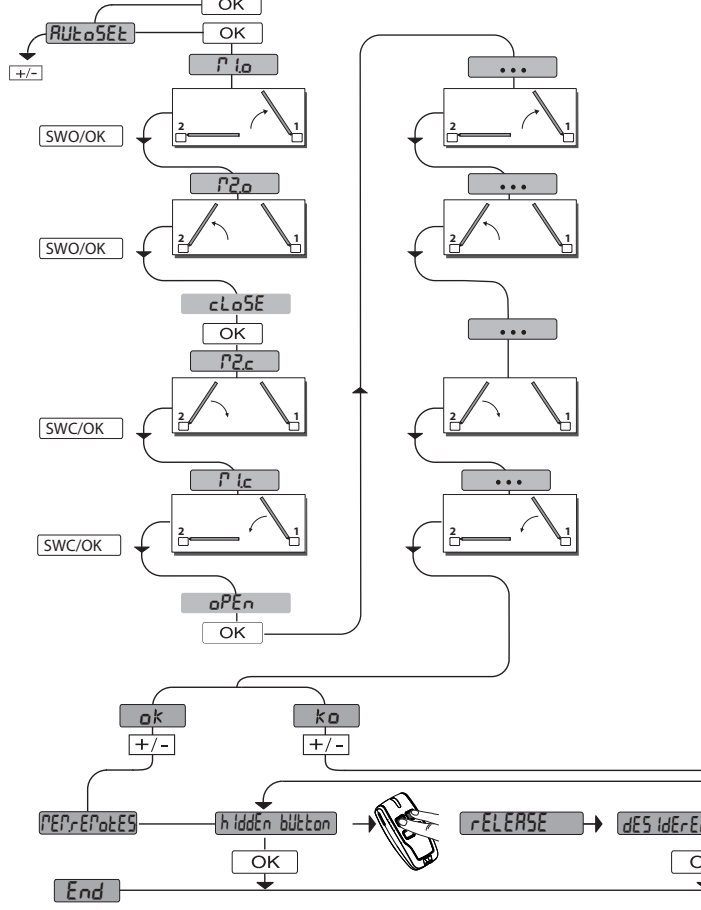 OK
AUtoSEt
OK
+/-
M1.o
2
1
SWO/OK
M2.o
2
1
SWO/OK
cLoSE
OK
M2.c
2
1
SWC/OK
M1.c
2
1
SWC/OK
oPEn
OK
...
2
1
...
2
1
...
2
1
...
2
1
ok
+/-
ko
+/-
MEM.rEMotES
hIddEn bUtton
rELEASE
OK
End